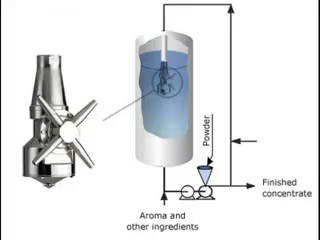 Powder
Finished
concentrate
Aroma and
other ingredients